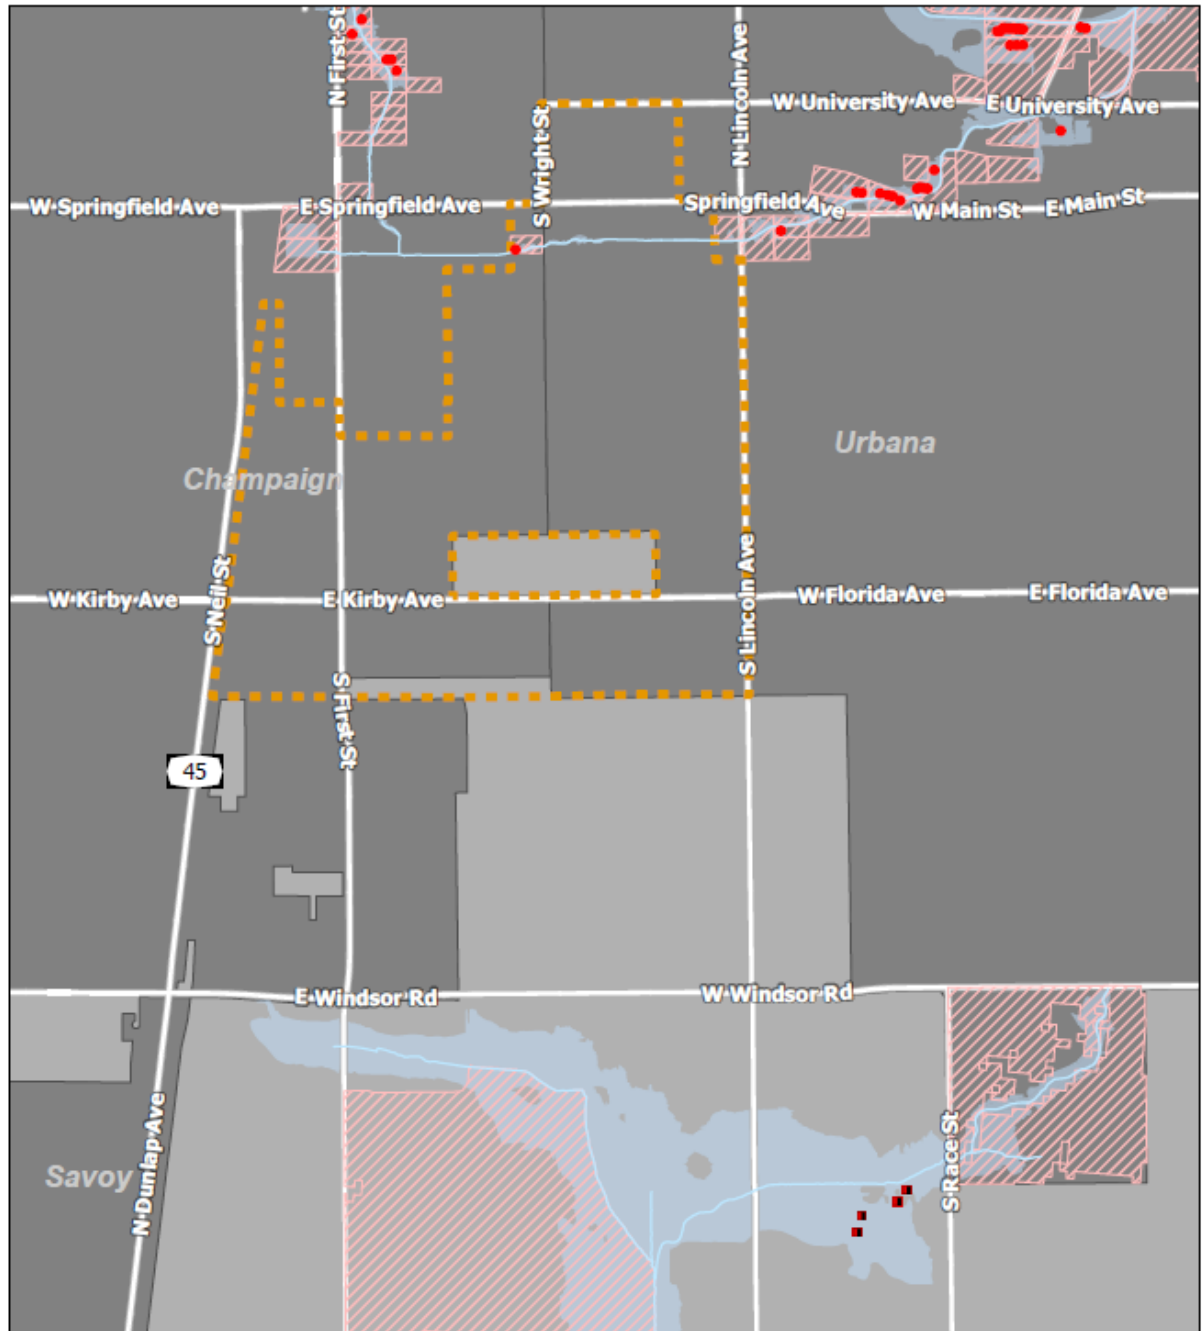 N First St
S Wright St
N Lincoln Ave
W University Ave
E University Ave
W Springfield Ave
E Springfield Ave
Springfield Ave
W Main St
E Main St
Urbana
Champaign
S Neil St
W Kirby Ave
E Kirby Ave
S Lincoln Ave
W Florida Ave
E Florida Ave
S First St
45
E Windsor Rd
W Windsor Rd
N Dunlap Ave
S Race St
Savoy